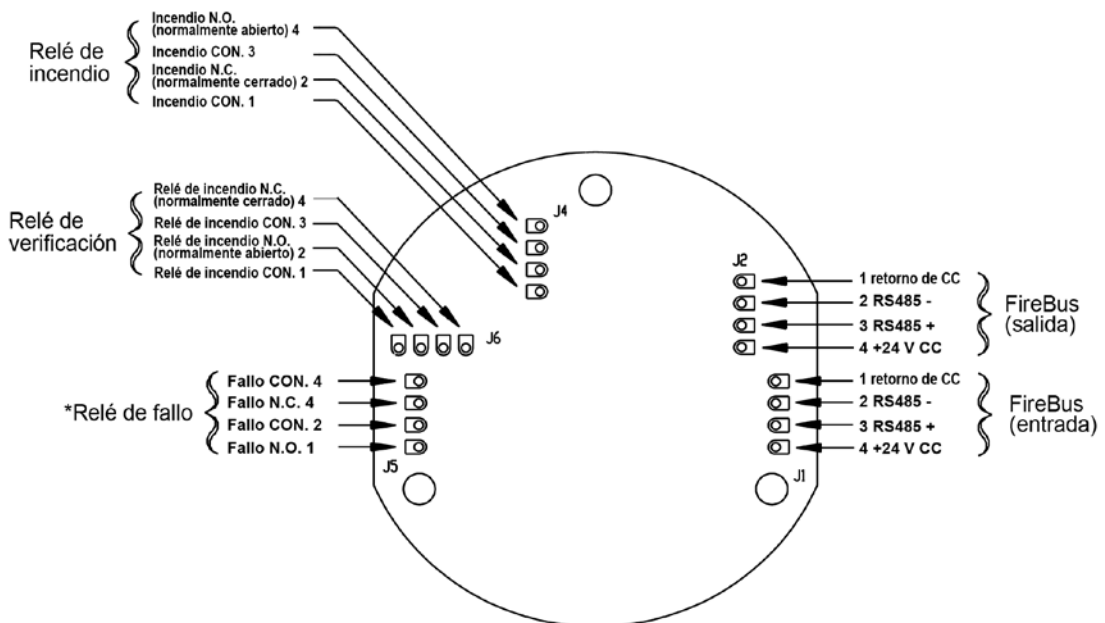 Relé de
incendio
Incendio N.O.
(normalmente abierto) 4
Incendio CON. 3
Incendio N.C.
(normalmente cerrado) 2
Incendio CON. 1
Relé de
verificación
Relé de incendio N.C.
(normalmente cerrado) 4
Relé de incendio CON. 3
Relé de incendio N.O.
(normalmente abierto) 2
Relé de incendio CON. 1
*Relé de fallo
Fallo CON. 4
Fallo N.C. 4
Fallo CON. 2
Fallo N.O. 1
J4
J6
J5
J2
1 retorno de CC
2 RS485 -
3 RS485 +
4 +24 V CC
FireBus
(salida)
1 retorno de CC
2 RS485 -
3 RS485 +
4 +24 V CC
FireBus
(entrada)
J1